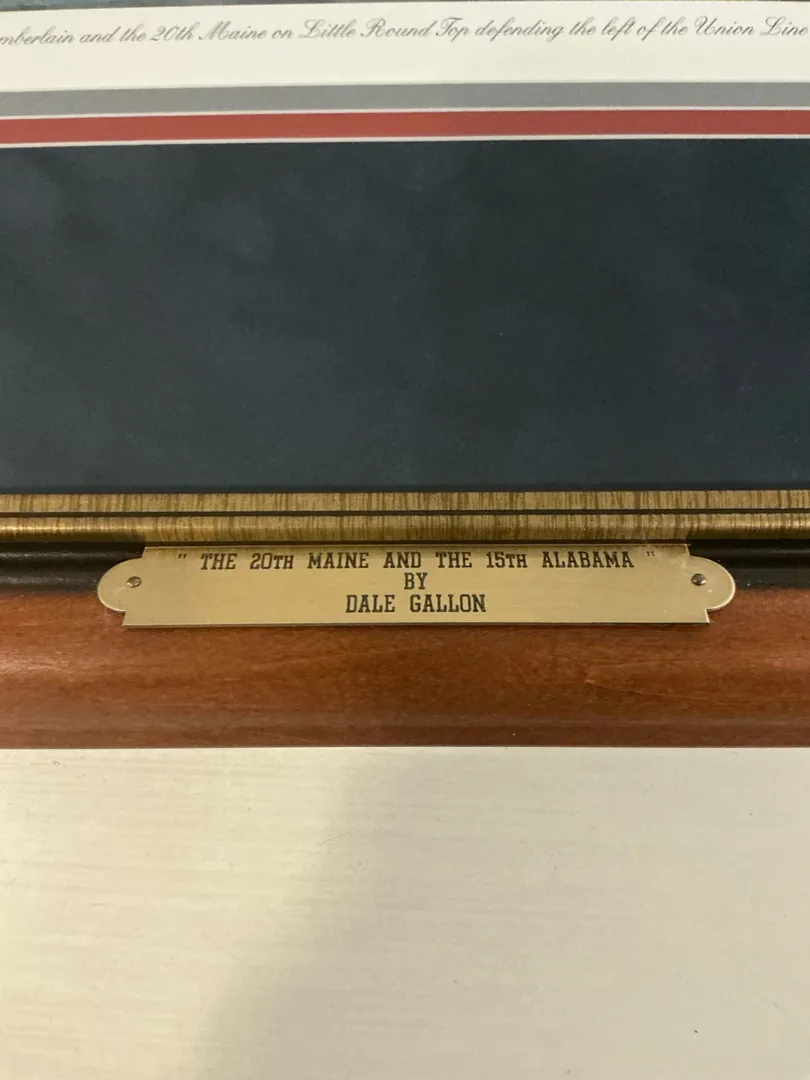 mberlain and the 20th Maine on Little Round Top defending the left of the Union Line
" THE 20TH MAINE AND THE 15TH ALABAMA "
BY
DALE GALLON